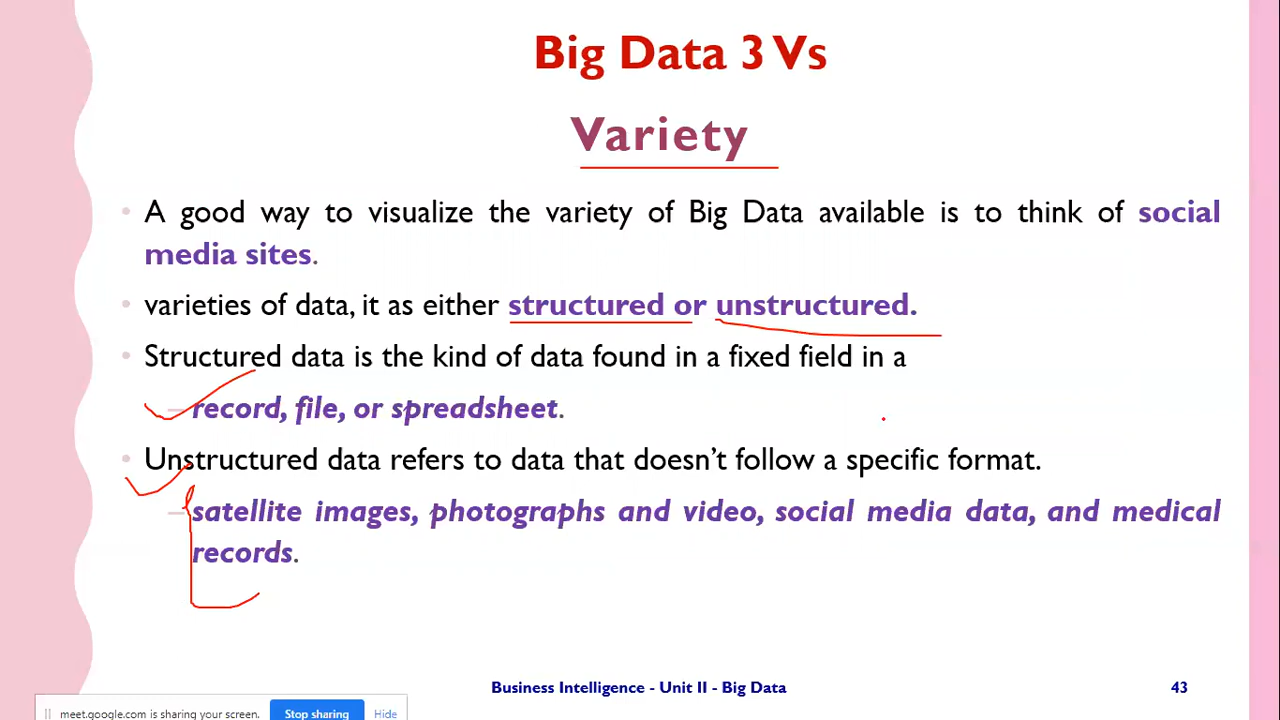 Big Data 3 Vs
Variety
• A good way to visualize the variety of Big Data available is to think of social
media sites.
• varieties of data, it as either structured or unstructured.
• Structured data is the kind of data found in a fixed field in a
– record, file, or spreadsheet.
• Unstructured data refers to data that doesn’t follow a specific format.
– satellite images, photographs and video, social media data, and medical
records.
Business Intelligence - Unit II - Big Data 43
meet.google.com is sharing your screen. Stop sharing Hide